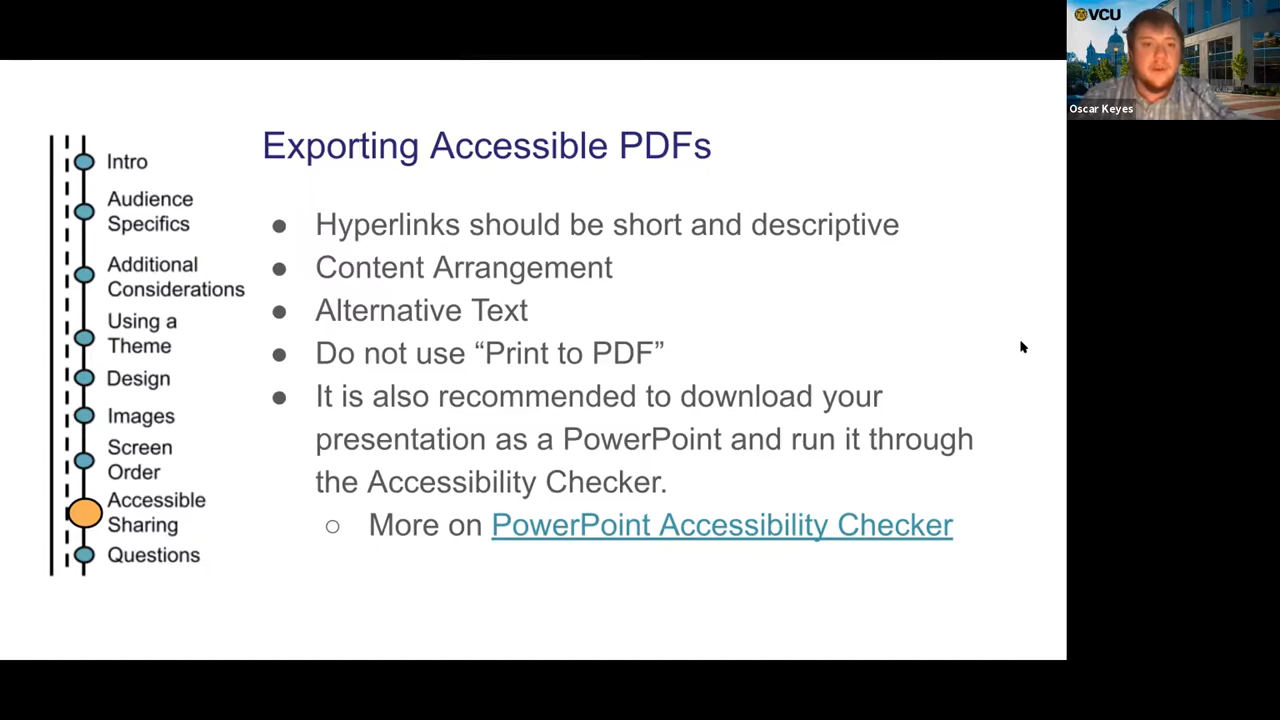 VCU
Oscar Keyes
Exporting Accessible PDFs
Intro
Audience
Specifics
Additional
Considerations
Using a
Theme
Design
Images
Screen
Order
Accessible
Sharing
Questions
● Hyperlinks should be short and descriptive
● Content Arrangement
● Alternative Text
● Do not use “Print to PDF”
● It is also recommended to download your
presentation as a PowerPoint and run it through
the Accessibility Checker.
○ More on PowerPoint Accessibility Checker